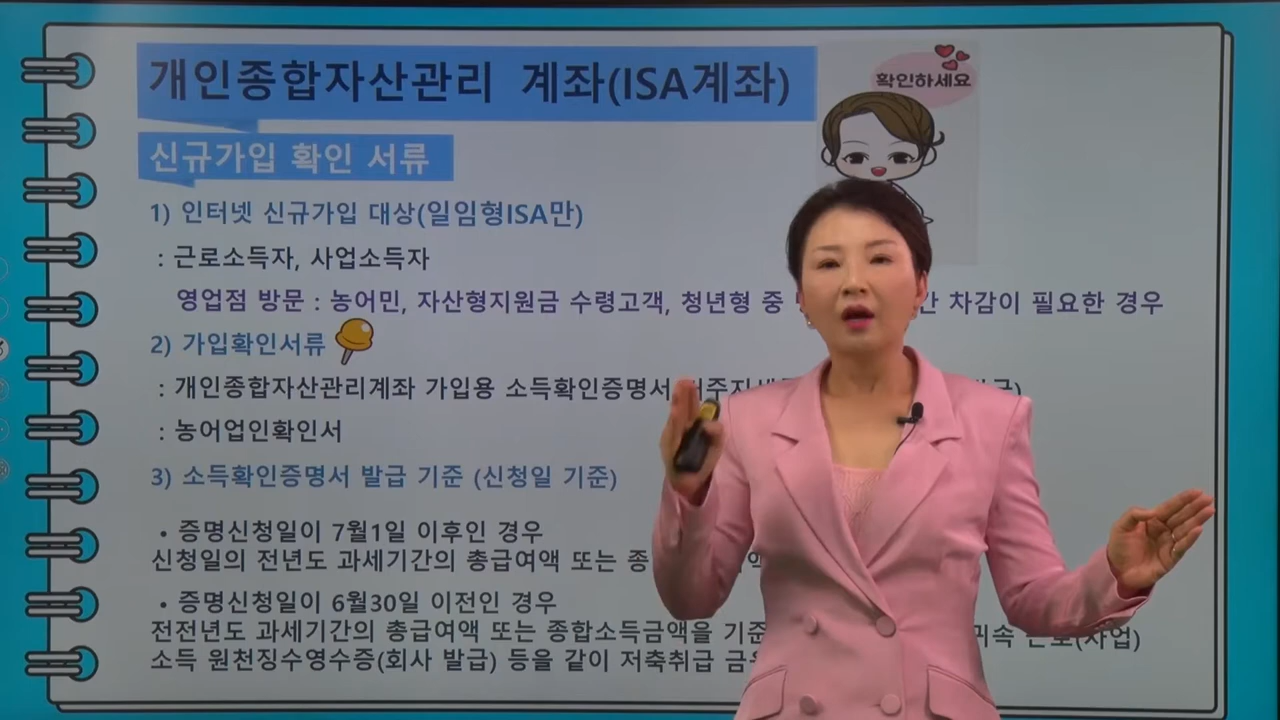 개인종합자산관리 계좌(ISA계좌)
확인하세요
신규가입 확인 서류
1) 인터넷 신규가입 대상(일임형ISA만)
: 근로소득자, 사업소득자
영업점 방문 : 농어민, 자산형지원금 수령고객, 청년형 중 차감이 필요한 경우
2) 가입확인서류
: 개인종합자산관리계좌 가입용 소득확인증명서
: 농어업인확인서
3) 소득확인증명서 발급 기준 (신청일 기준)
• 증명신청일이 7월1일 이후인 경우
신청일의 전년도 과세기간의 총급여액 또는
• 증명신청일이 6월30일 이전인 경우
전전년도 과세기간의 총급여액 또는 종합소득금액을 근로(사업)
소득 원천징수영수증(회사 발급) 등을 같이 저축취급